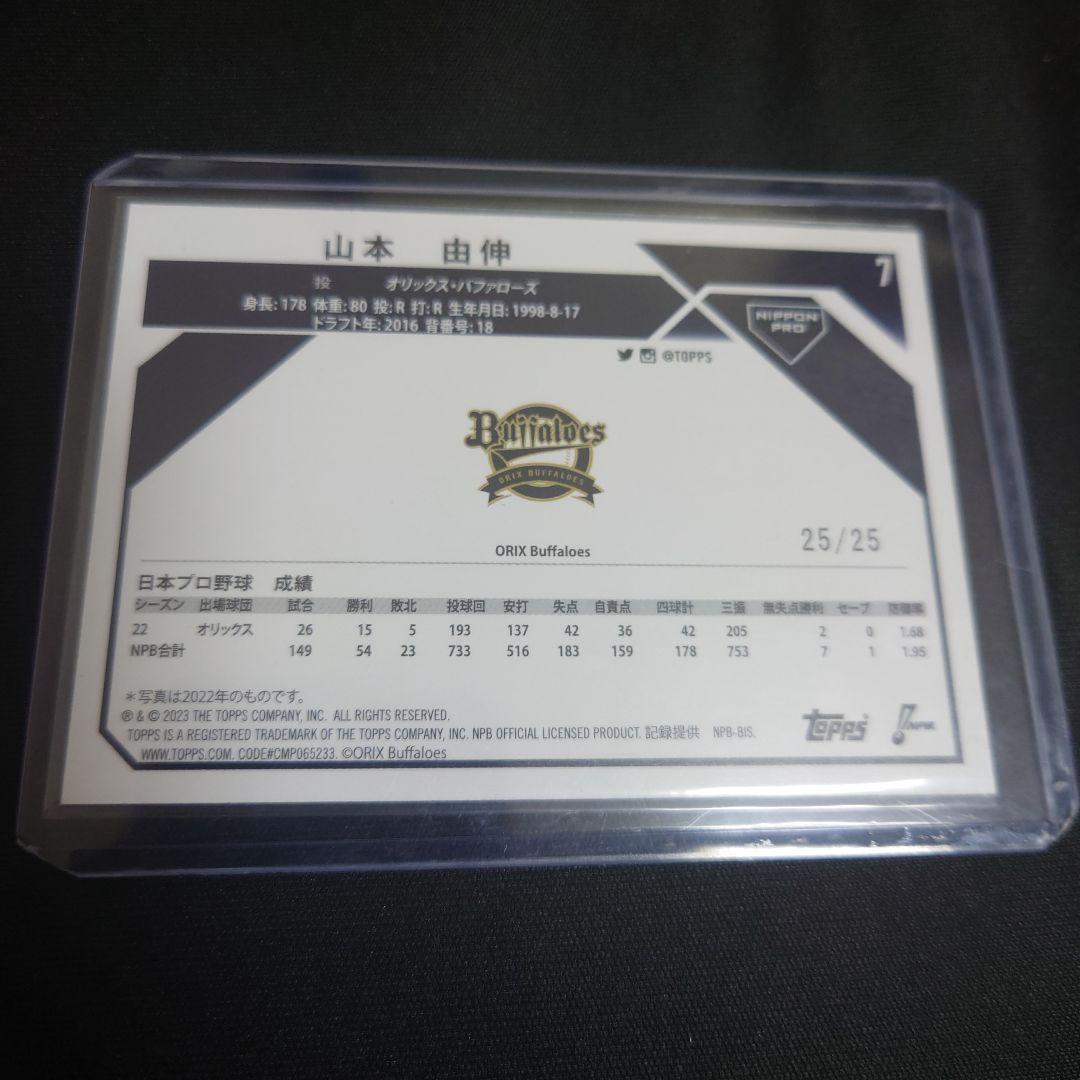 山本 由伸
7
投 オリックス・バファローズ
身長: 178 体重: 80 投: R 打: R 生年月日: 1998-8-17
ドラフト年: 2016 背番号: 18
NIPPON
PRO
@TOPPS
Buffaloes
ORIX BUFFALOES
25/25
ORIX Buffaloes
日本プロ野球 成績
シーズン 出場球団 試合 勝利 敗北 投球回 安打 失点 自責点 四球計 三振 無失点勝利 セーブ 防御率
22 オリックス 26 15 5 193 137 42 36 42 205 2 0 1.68
NPB合計 149 54 23 733 516 183 159 178 753 7 1 1.95
＊写真は2022年のものです。
® & © 2023 THE TOPPS COMPANY, INC. ALL RIGHTS RESERVED.
TOPPS IS A REGISTERED TRADEMARK OF THE TOPPS COMPANY, INC. NPB OFFICIAL LICENSED PRODUCT. 記録提供 NPB-BIS.
WWW.TOPPS.COM. CODE#CMP065233. ©ORIX Buffaloes
topps